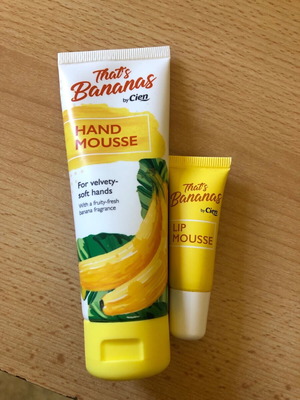 That's
Bananas
by Cien
HAND
MOUSSE
For velvety-
soft hands
with a fruity-fresh
banana fragrance
That's
Bananas
by Cien
LIP
MOUSSE